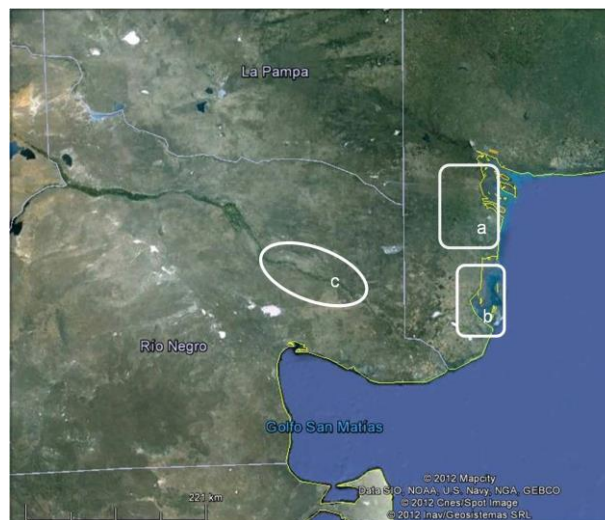 La Pampa
a
c
b
Río Negro
Golfo San Matías
© 2012 Mapcity
Data SIO, NOAA, U.S. Navy, NGA, GEBCO
221 km
© 2012 Cnes/Spot Image
© 2012 Inav/Geosistemas SRL